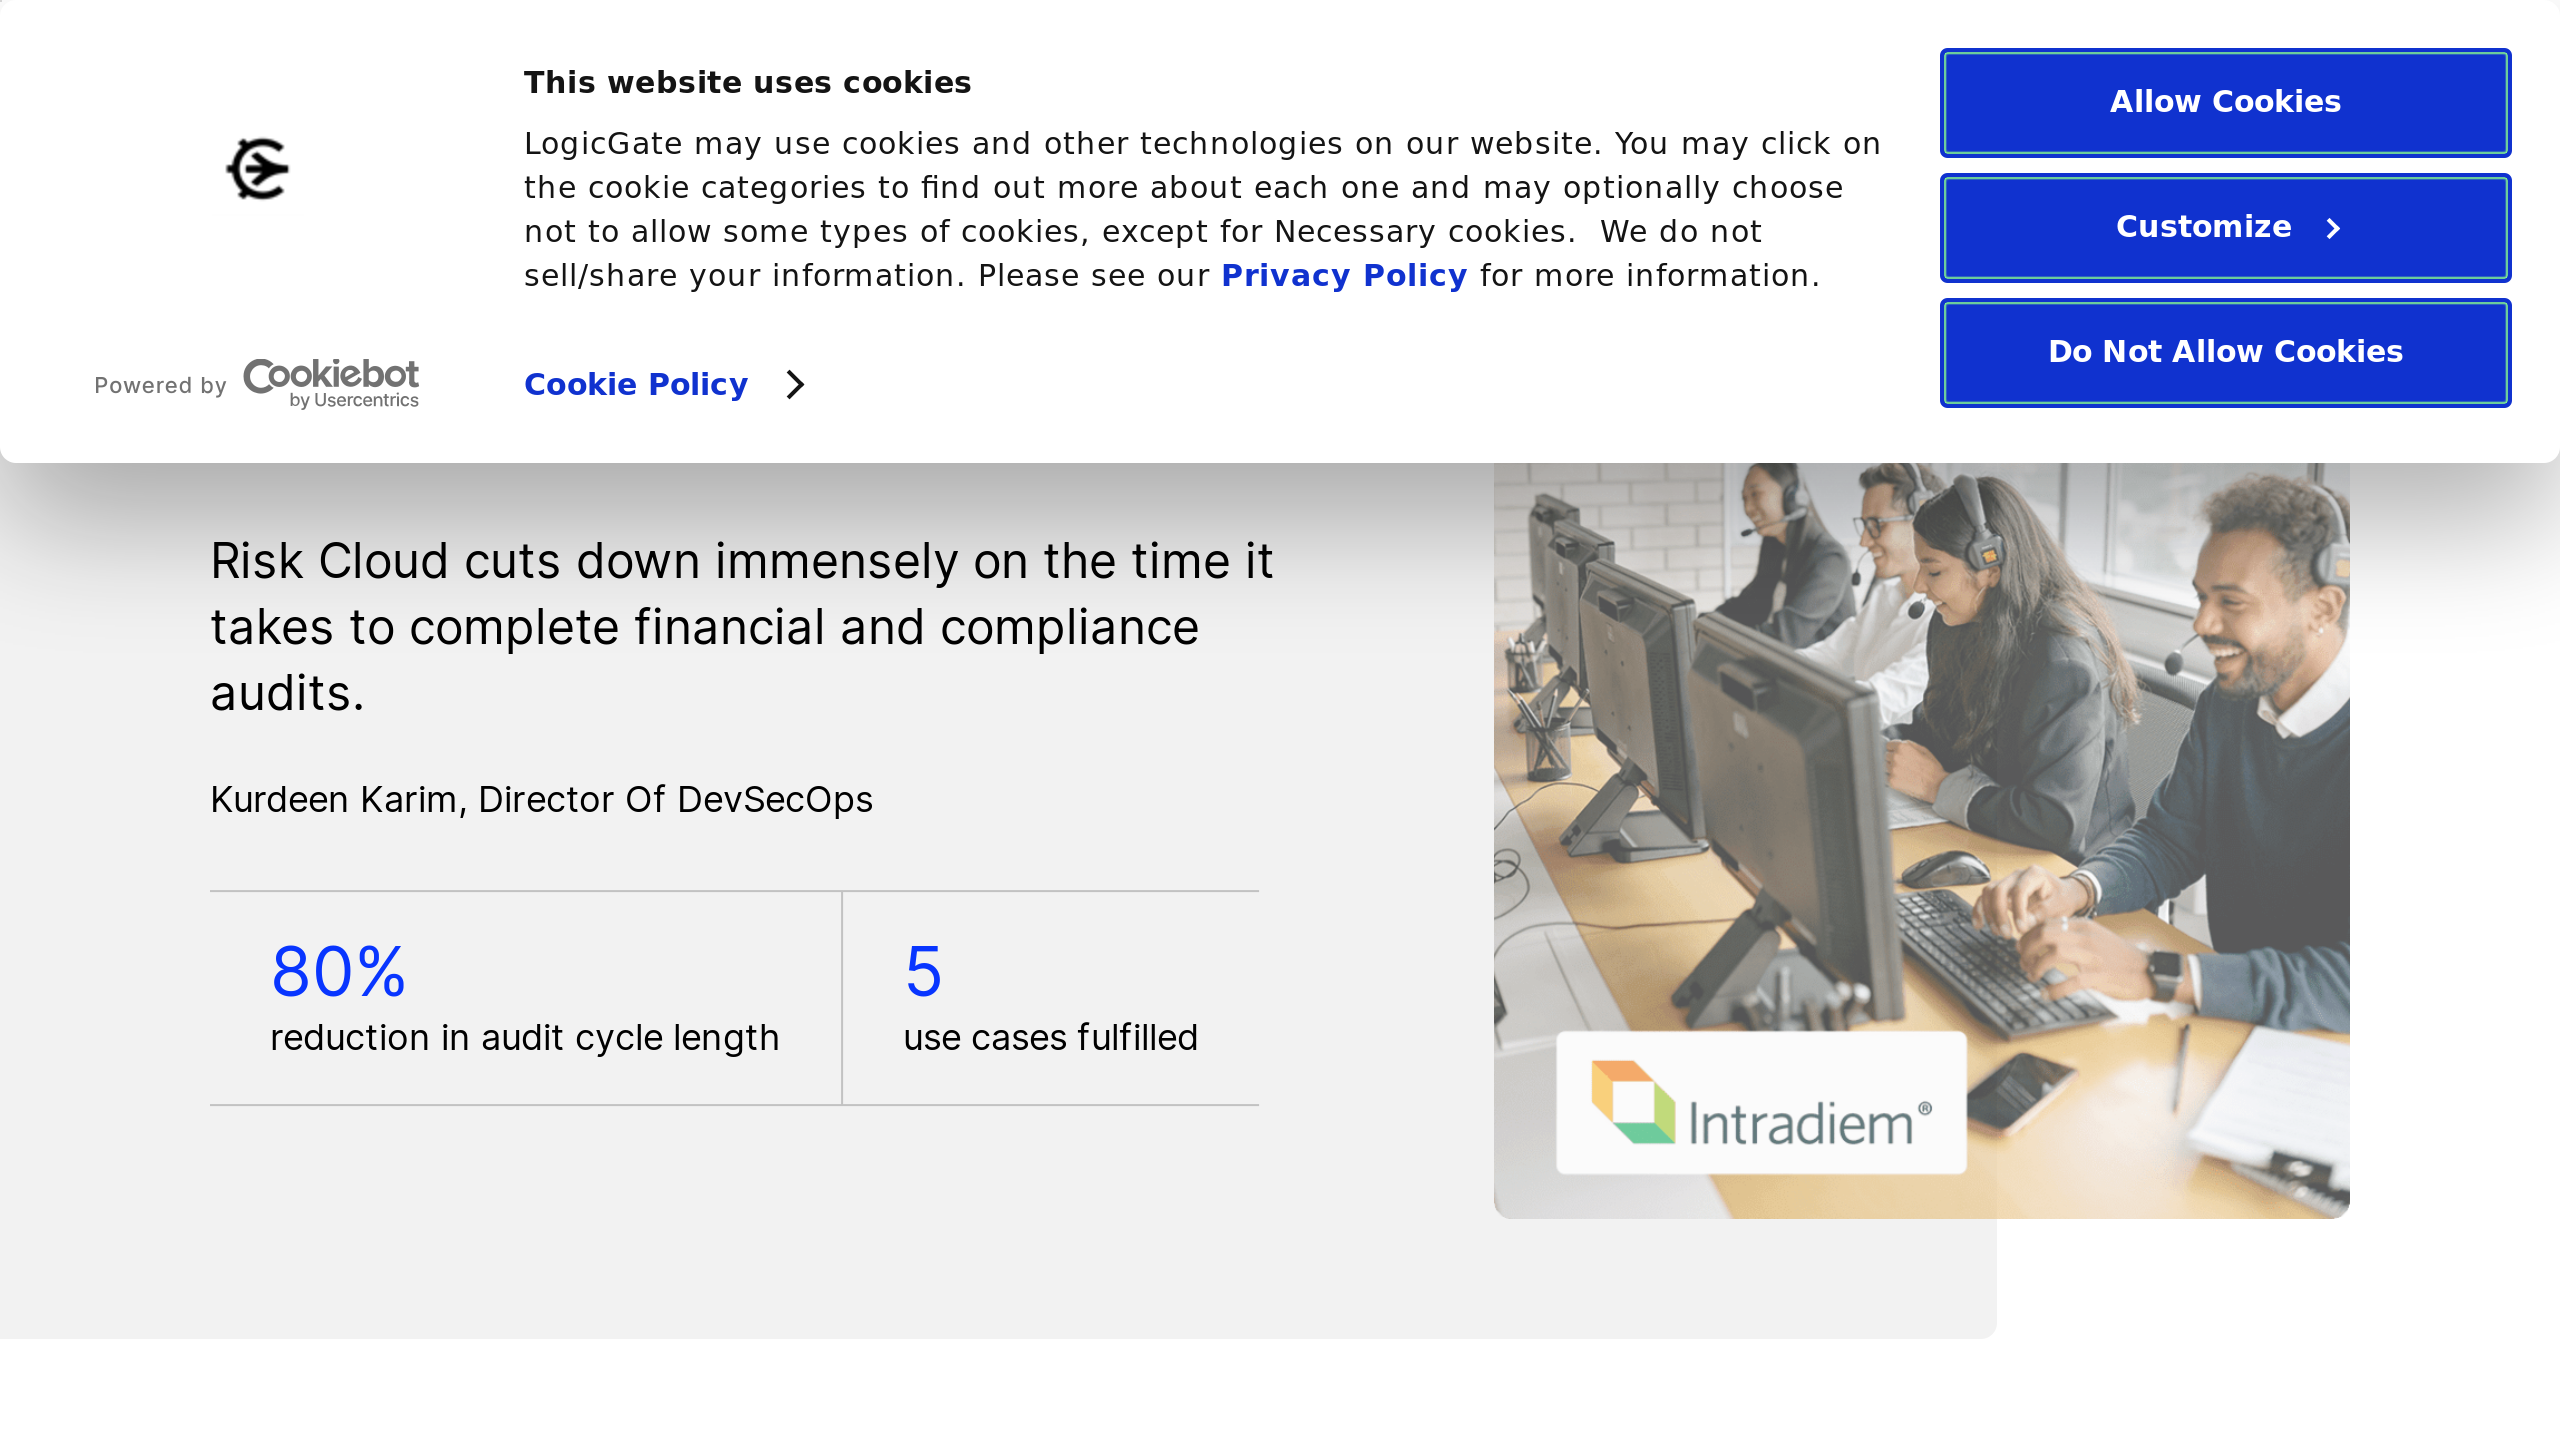 This website uses cookies
LogicGate may use cookies and other technologies on our website. You may click on
the cookie categories to find out more about each one and may optionally choose
not to allow some types of cookies, except for Necessary cookies.  We do not
sell/share your information. Please see our Privacy Policy for more information.
Powered by Cookiebot
by Usercentrics
Cookie Policy
Allow Cookies
Customize
Do Not Allow Cookies
Risk Cloud cuts down immensely on the time it
takes to complete financial and compliance
audits.
Kurdeen Karim, Director Of DevSecOps
80%
reduction in audit cycle length
5
use cases fulfilled
Intradiem®